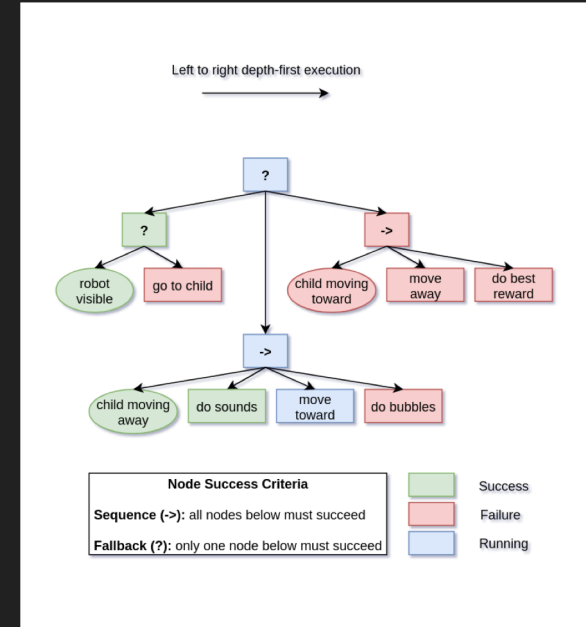 Left to right depth-first execution
?
?
->
robot
visible
go to child
child moving
toward
move
away
do best
reward
->
child moving
away
do sounds
move
toward
do bubbles
Node Success Criteria
Sequence (->): all nodes below must succeed
Fallback (?): only one node below must succeed
Success
Failure
Running